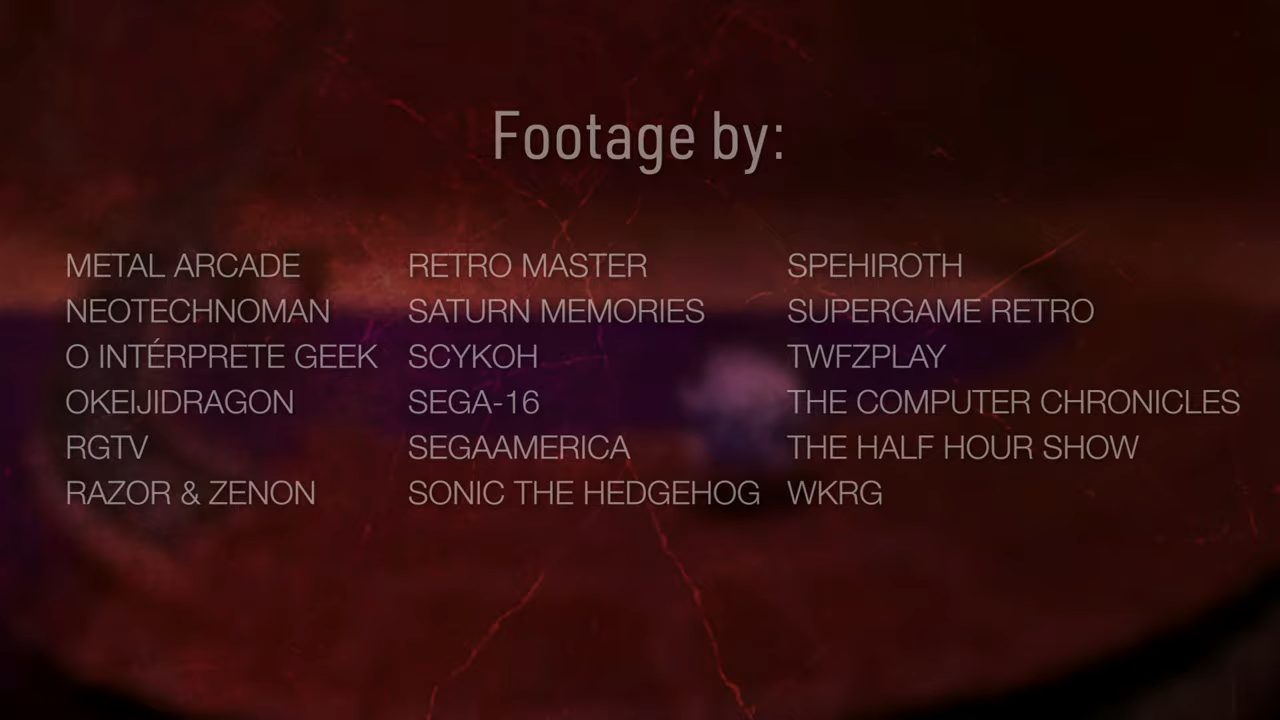 Footage by:
METAL ARCADE
NEOTECHNOMAN
O INTÉRPRETE GEEK
OKEIJIDRAGON
RGTV
RAZOR & ZENON
RETRO MASTER
SATURN MEMORIES
SCYKOH
SEGA-16
SEGAAMERICA
SONIC THE HEDGEHOG
SPEHIROTH
SUPERGAME RETRO
TWFZPLAY
THE COMPUTER CHRONICLES
THE HALF HOUR SHOW
WKRG